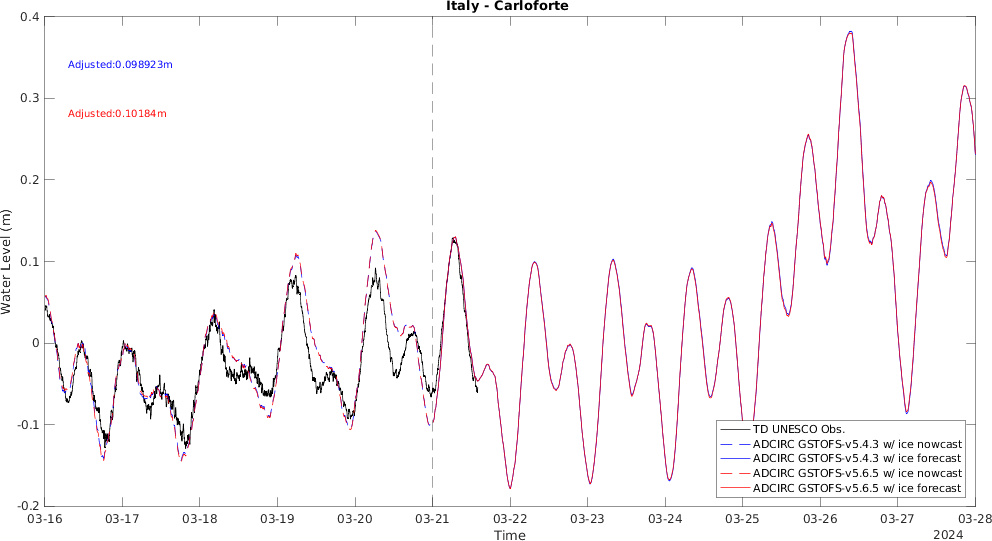 Italy - Carloforte
0.4
0.3
0.2
0.1
0
-0.1
-0.2
Water Level (m)
Adjusted:0.098923m
Adjusted:0.10184m
TD UNESCO Obs.
ADCIRC GSTOFS-v5.4.3 w/ ice nowcast
ADCIRC GSTOFS-v5.4.3 w/ ice forecast
ADCIRC GSTOFS-v5.6.5 w/ ice nowcast
ADCIRC GSTOFS-v5.6.5 w/ ice forecast
03-16 03-17 03-18 03-19 03-20 03-21 03-22 03-23 03-24 03-25 03-26 03-27 03-28
Time
2024